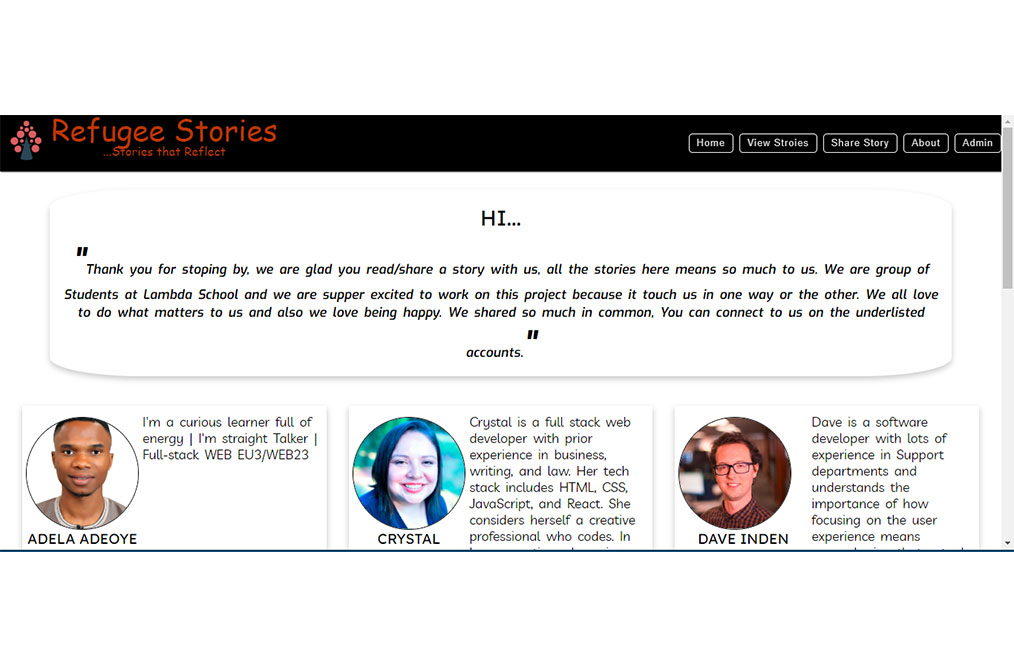 Refugee Stories
...Stories that Reflect
Home
View Stroies
Share Story
About
Admin
HI...
"
Thank you for stoping by, we are glad you read/share a story with us, all the stories here means so much to us. We are group of
Students at Lambda School and we are supper excited to work on this project because it touch us in one way or the other. We all love
to do what matters to us and also we love being happy. We shared so much in common, You can connect to us on the underlisted
accounts. "
I'm a curious learner full of
energy | I'm straight Talker |
Full-stack WEB EU3/WEB23
ADELA ADEOYE
Crystal is a full stack web
developer with prior
experience in business,
writing, and law. Her tech
stack includes HTML, CSS,
JavaScript, and React. She
considers herself a creative
professional who codes. In
CRYSTAL
Dave is a software
developer with lots of
experience in Support
departments and
understands the
importance of how
focusing on the user
experience means
DAVE INDEN